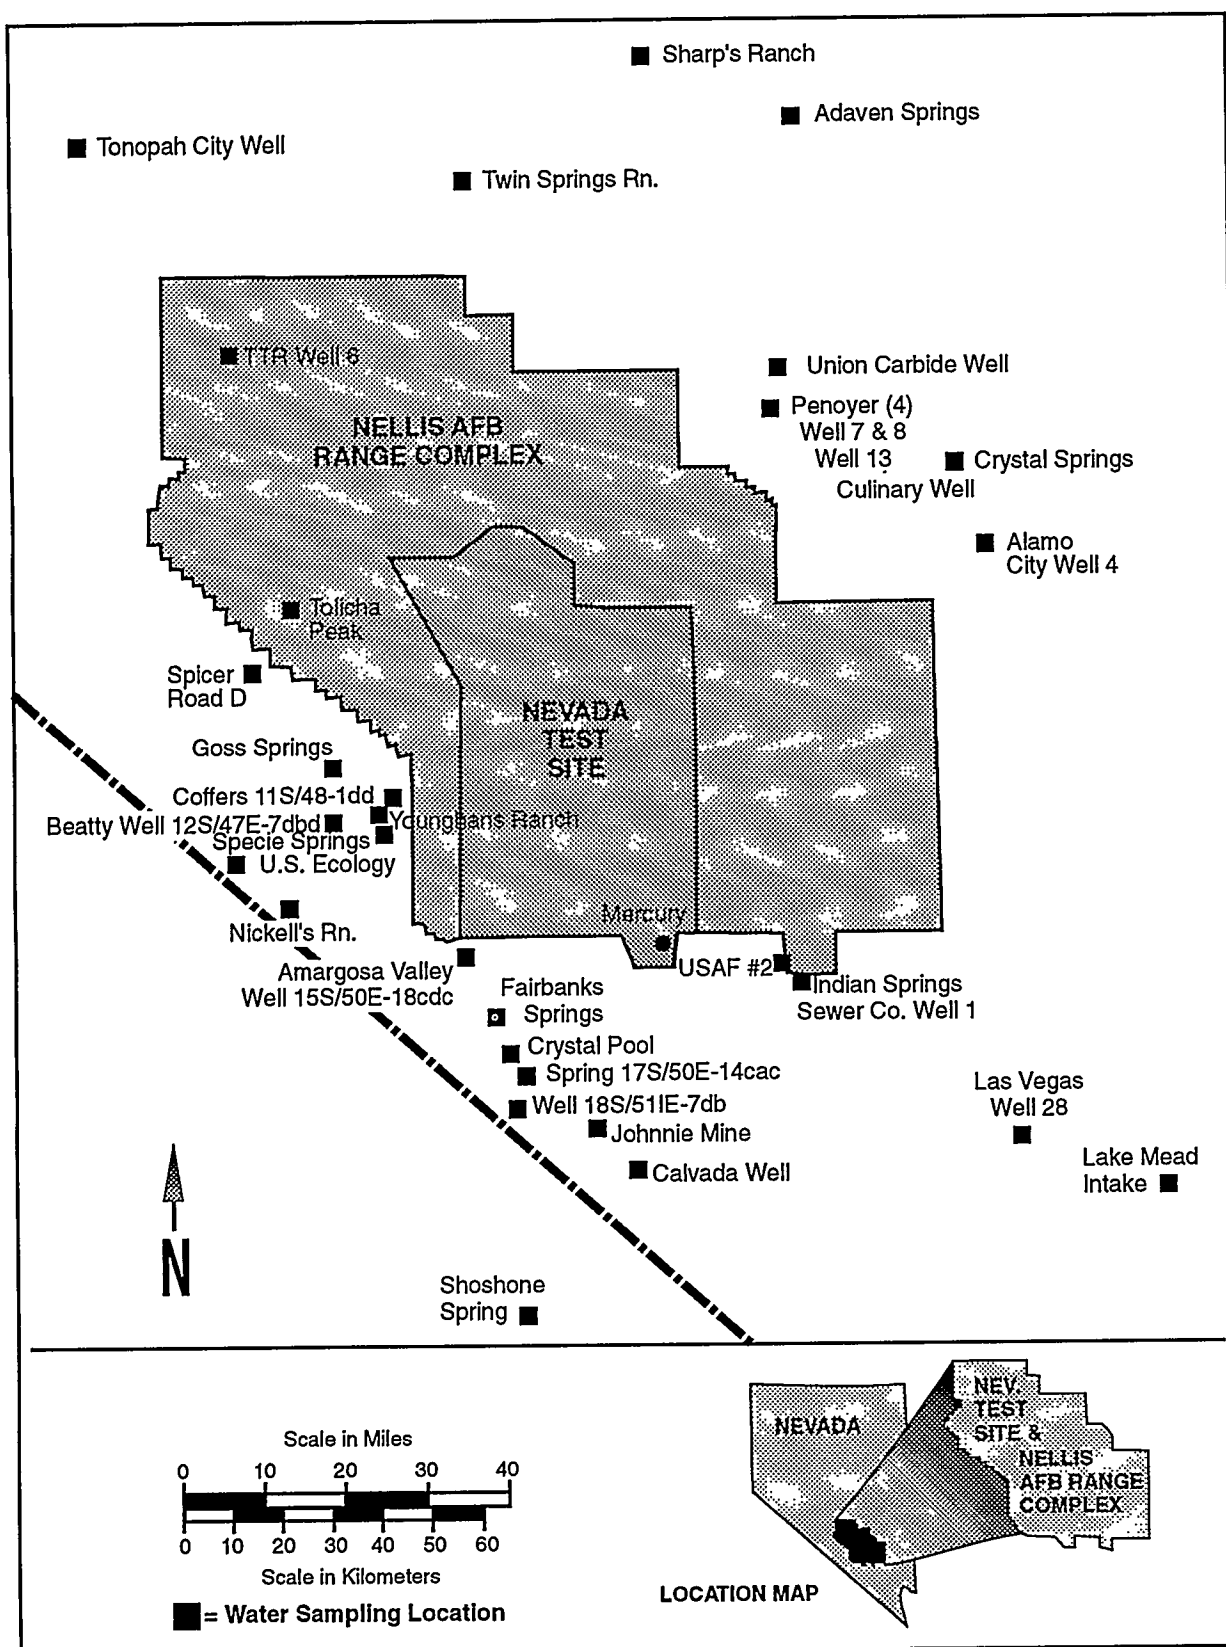 Sharp's Ranch
Adaven Springs
Tonopah City Well
Twin Springs Rn.
TTR Well 6
Union Carbide Well
NELLIS AFB
RANGE COMPLEX
Penoyer (4)
Well 7 & 8
Well 13
Culinary Well
Crystal Springs
Alamo
City Well 4
Tolicha
Peak
Spicer
Road D
NEVADA
TEST
SITE
Goss Springs
Coffers 11S/48-1dd
Beatty Well 12S/47E-7dbd
Younghans Ranch
Specie Springs
U.S. Ecology
Nickell's Rn.
Mercury
Amargosa Valley
Well 15S/50E-18cdc
USAF #2
Indian Springs
Sewer Co. Well 1
Fairbanks
Springs
Crystal Pool
Spring 17S/50E-14cac
Well 18S/51IE-7db
Johnnie Mine
Calvada Well
Las Vegas
Well 28
Lake Mead
Intake
N
Shoshone
Spring
Scale in Miles
0 10 20 30 40
0 10 20 30 40 50 60
Scale in Kilometers
= Water Sampling Location
NEVADA
NEV.
TEST
SITE &
NELLIS
AFB RANGE
COMPLEX
LOCATION MAP